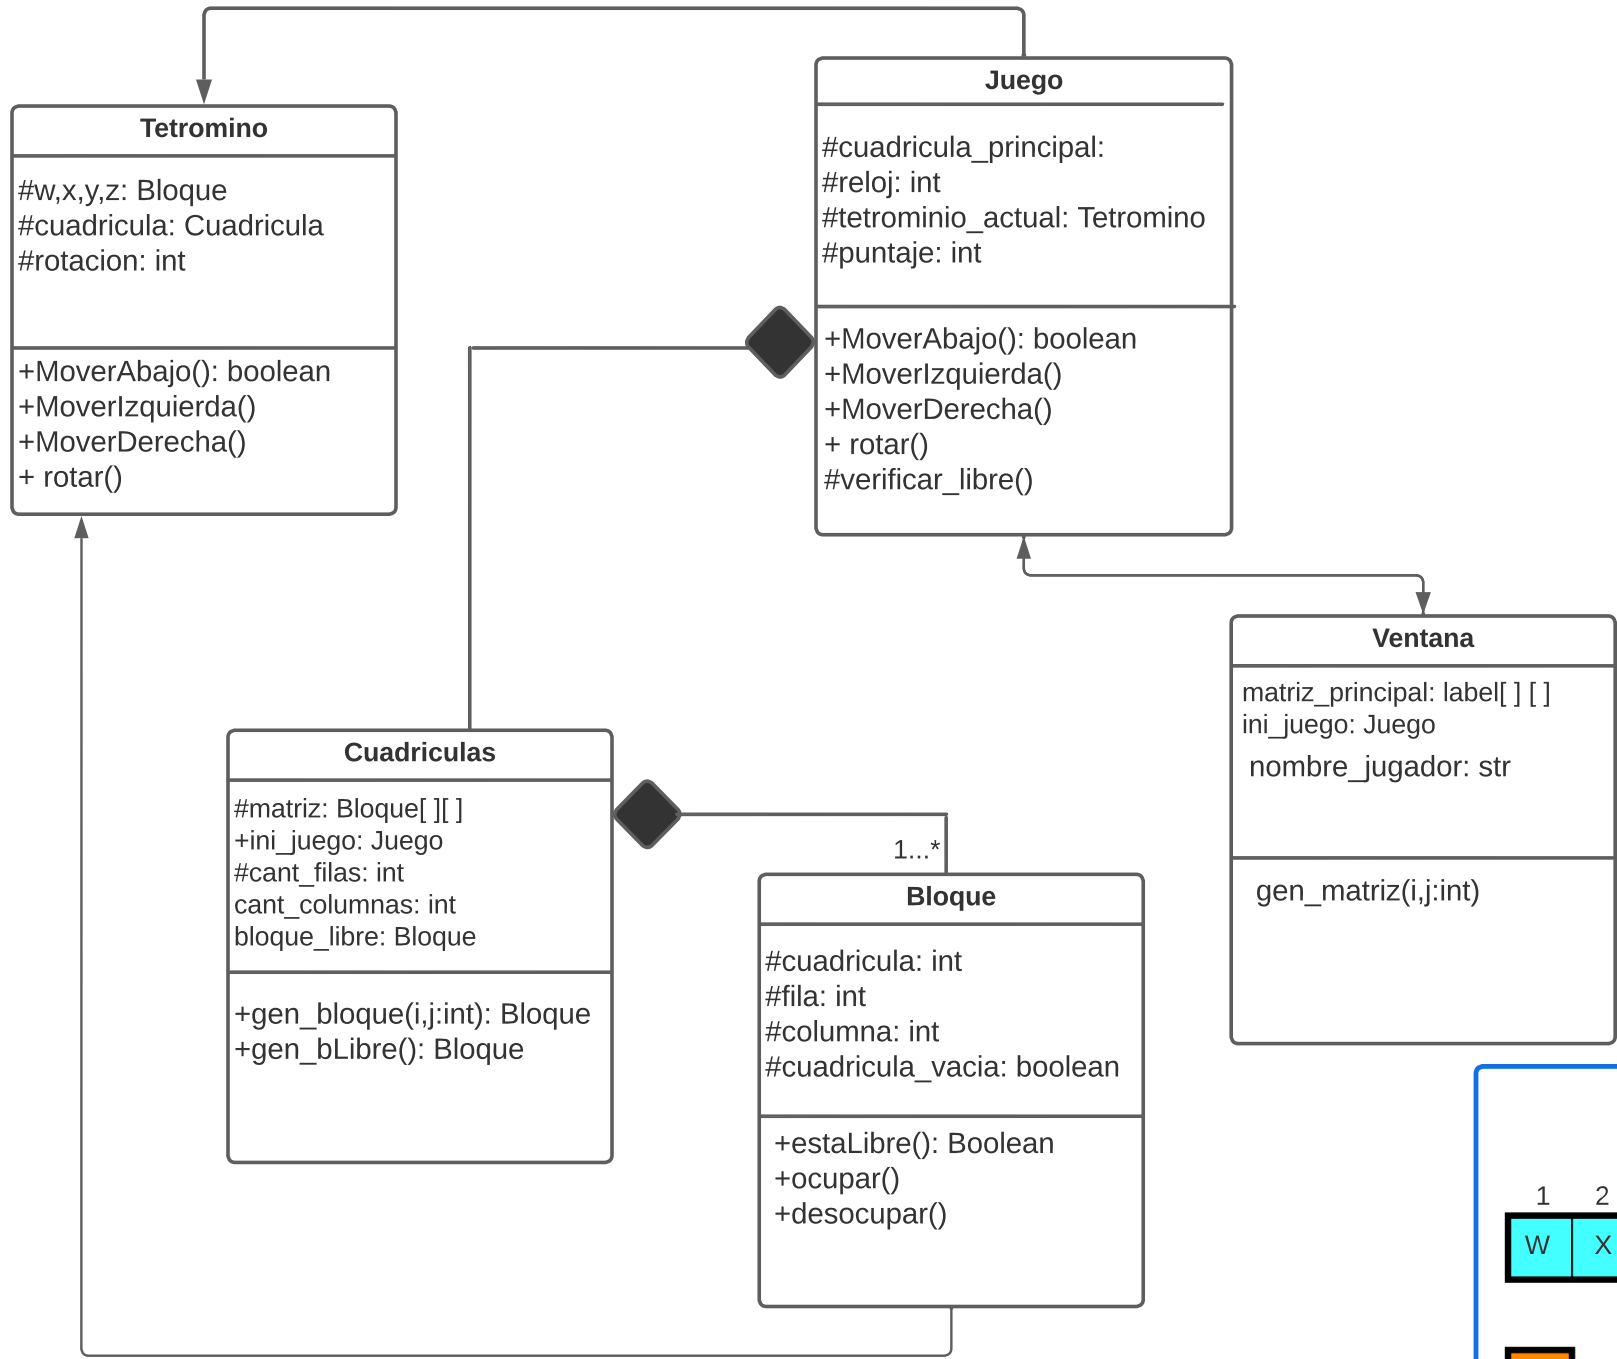 Juego
#cuadricula_principal:
#reloj: int
#tetrominio_actual: Tetromino
#puntaje: int
+MoverAbajo(): boolean
+MoverIzquierda()
+MoverDerecha()
+ rotar()
#verificar_libre()
Tetromino
#w,x,y,z: Bloque
#cuadricula: Cuadricula
#rotacion: int
+MoverAbajo(): boolean
+MoverIzquierda()
+MoverDerecha()
+ rotar()
Ventana
matriz_principal: label[ ] [ ]
ini_juego: Juego
nombre_jugador: str
gen_matriz(i,j:int)
Cuadriculas
#matriz: Bloque[ ][ ]
+ini_juego: Juego
#cant_filas: int
cant_columnas: int
bloque_libre: Bloque
+gen_bloque(i,j:int): Bloque
+gen_bLibre(): Bloque
1...*
Bloque
#cuadricula: int
#fila: int
#columna: int
#cuadricula_vacia: boolean
+estaLibre(): Boolean
+ocupar()
+desocupar()
1 2
W X